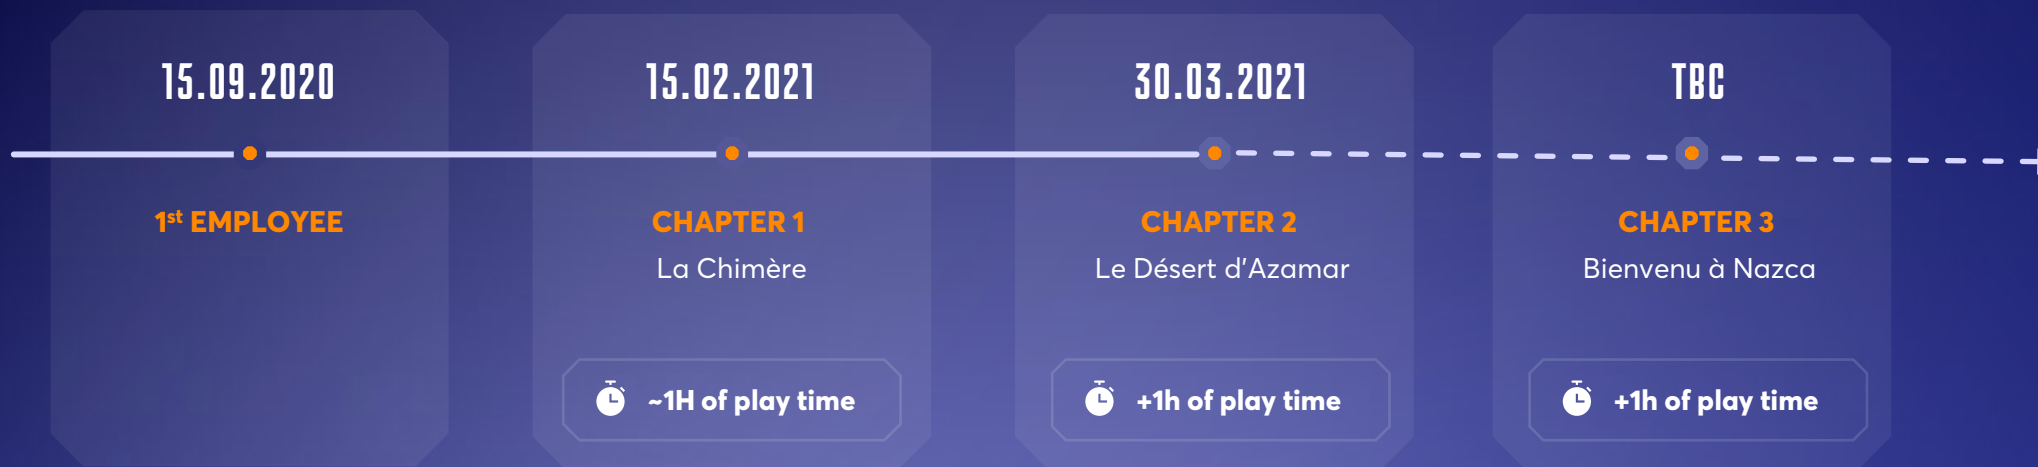 15.09.2020
1st EMPLOYEE
15.02.2021
CHAPTER 1
La Chimère
~1H of play time
30.03.2021
CHAPTER 2
Le Désert d'Azamar
+1h of play time
TBC
CHAPTER 3
Bienvenu à Nazca
+1h of play time